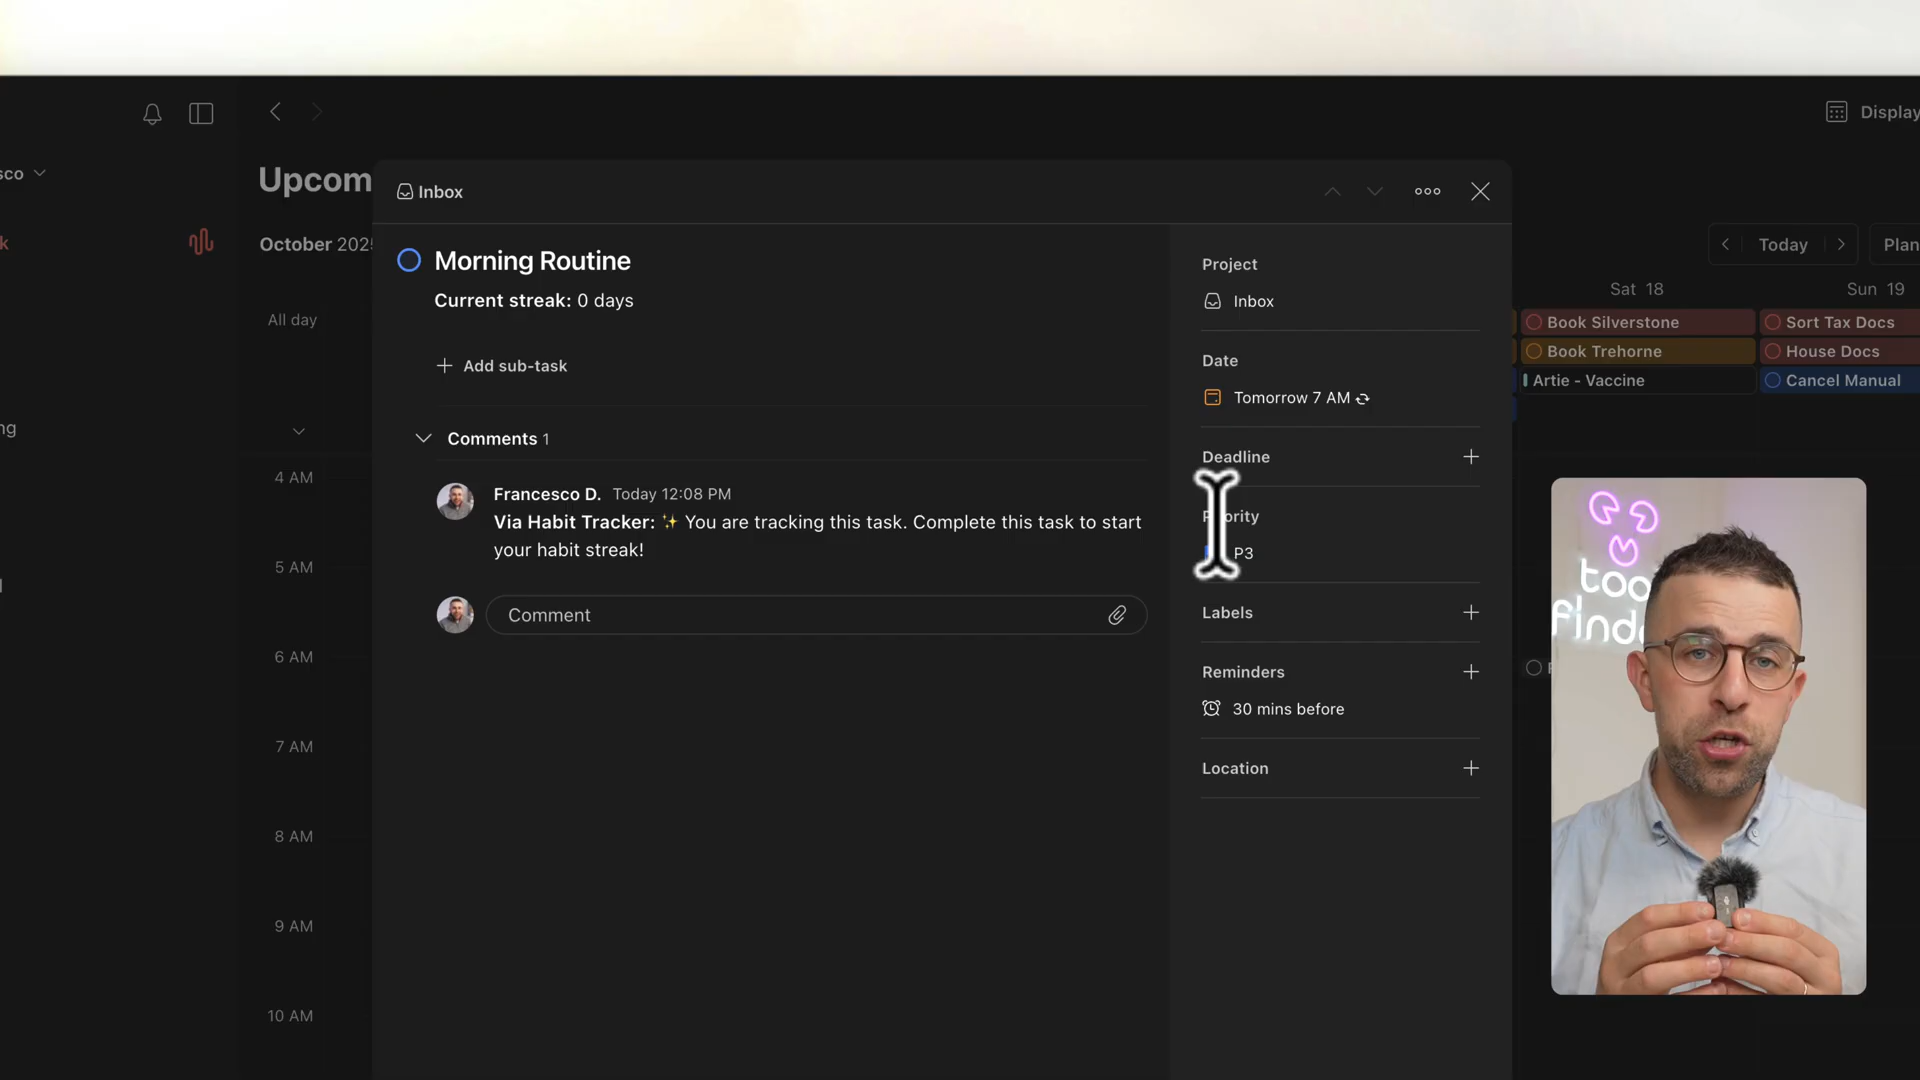 Display
sco
Upcom
Inbox
k
October 2025
Today
Plan
Morning Routine
Current streak: 0 days
Project
Inbox
Sat 18
Sun 19
All day
Book Silverstone
Sort Tax Docs
Add sub-task
Date
Book Trehorne
House Docs
Tomorrow 7 AM
Artie - Vaccine
Cancel Manual
ng
Comments 1
Deadline
4 AM
Francesco D. Today 12:08 PM
Via Habit Tracker: ✨ You are tracking this task. Complete this task to start
your habit streak!
Priority
P3
5 AM
Comment
Labels
6 AM
Reminders
30 mins before
7 AM
Location
8 AM
9 AM
10 AM
too
finde